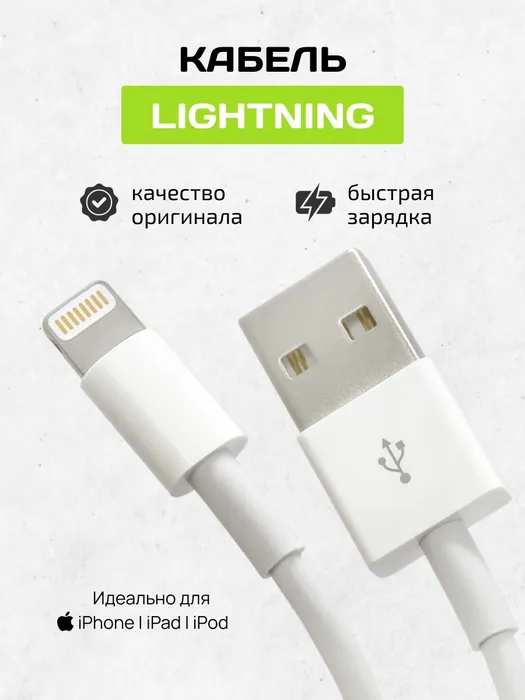 КАБЕЛЬ
LIGHTNING
качество
оригинала
быстрая
зарядка
Идеально для
iPhone | iPad | iPod